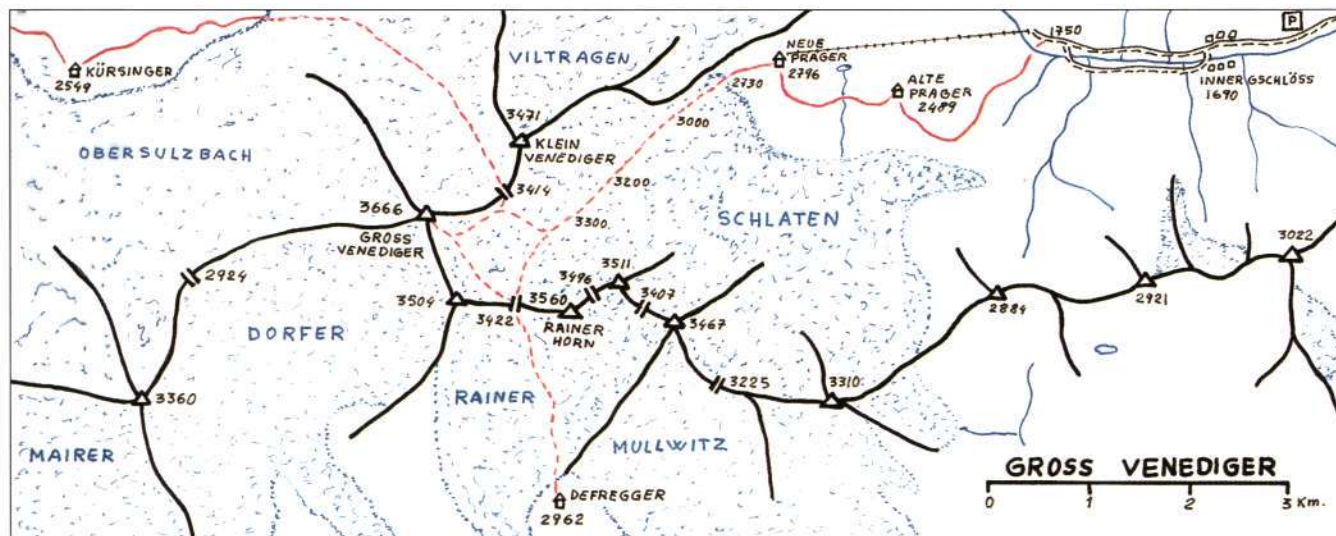 P
1750
NEUE
PRAGER
2796
VILTRAGEN
KÜRSINGER
2549
2730
ALTE
PRAGER
2489
INNERGSCHLÖSS
1690
3471
KLEIN
VENEDIGER
3000
OBERSULZBACH
3414
3200
3666
GROSS
VENEDIGER
3300
SCHLATEN
2924
3504
3422
3560
RAINER
HORN
3496
3511
3407
3467
3022
2884
2921
DORFER
3360
RAINER
3225
3310
MAIRER
MULLWITZ
DEFREGGER
2962
GROSS VENEDIGER
0 1 2 3 Km.